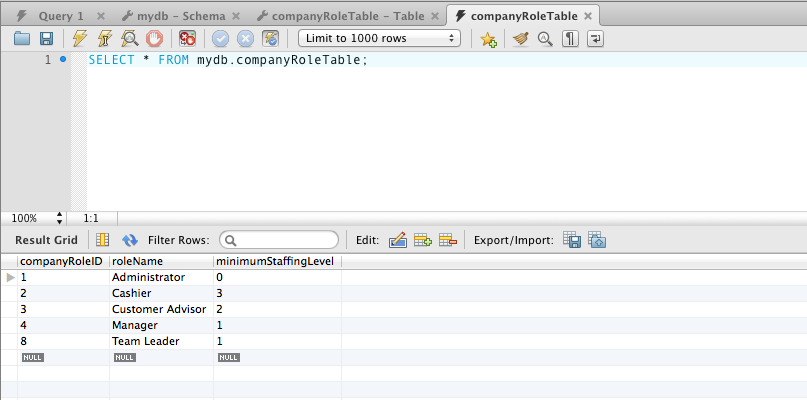 Query 1 mydb - Schema companyRoleTable - Table companyRoleTable
Limit to 1000 rows
1 SELECT * FROM mydb.companyRoleTable;
100% 1:1
Result Grid Filter Rows: Edit: Export/Import:
companyRoleID roleName minimumStaffingLevel
1 Administrator 0
2 Cashier 3
3 Customer Advisor 2
4 Manager 1
8 Team Leader 1
NULL NULL NULL